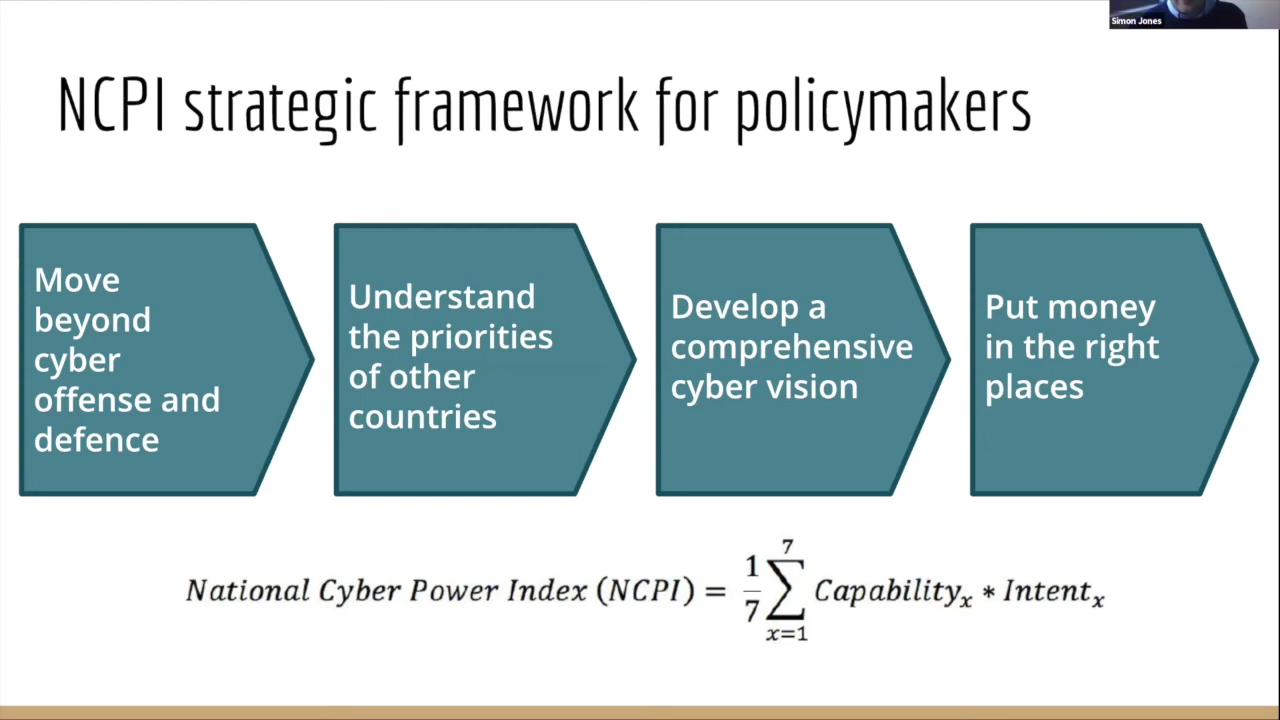 Simon Jones
NCPI strategic framework for policymakers
Move
beyond
cyber
offense and
defence
Understand
the priorities
of other
countries
Develop a
comprehensive
cyber vision
Put money
in the right
places
National Cyber Power Index (NCPI) = 1/7 ∑_{x=1}^{7} Capability_x * Intent_x